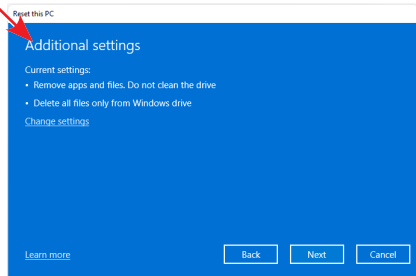 Reset this PC
Additional settings
Current settings:
• Remove apps and files. Do not clean the drive
• Delete all files only from Windows drive
Change settings
Learn more
Back
Next
Cancel